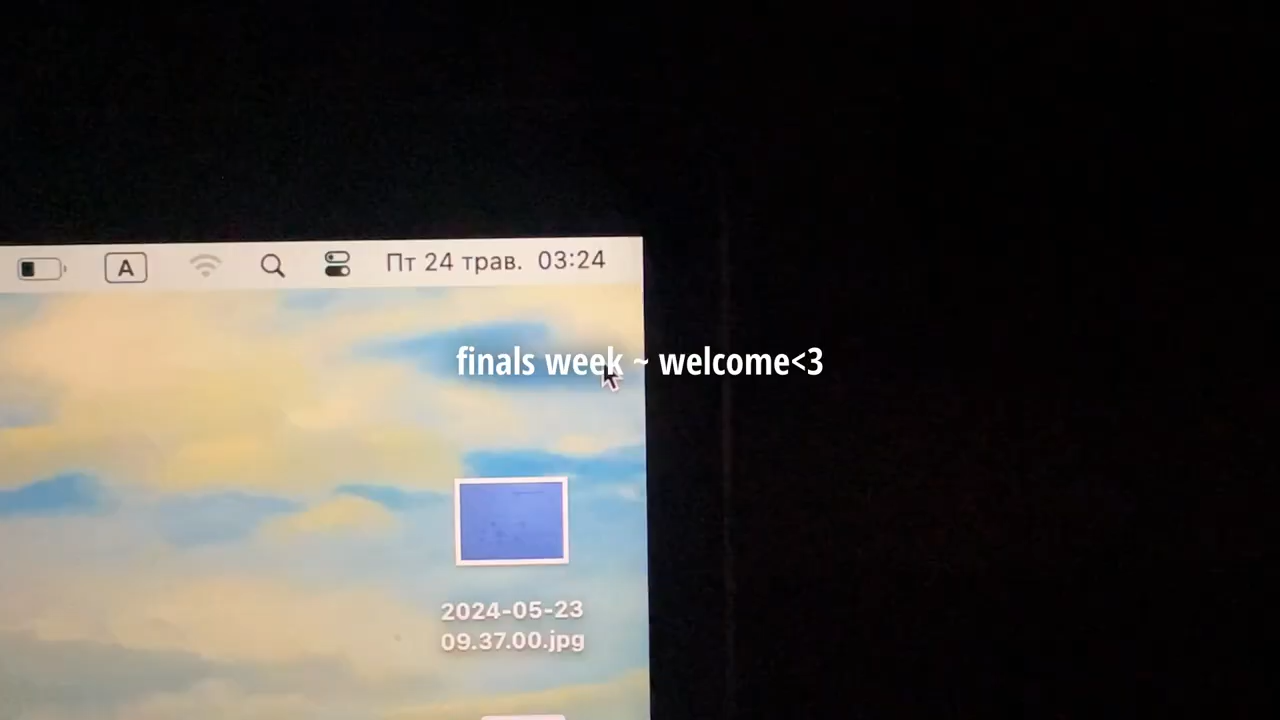 A
Пт 24 трав. 03:24
finals week ~ welcome<3
2024-05-23
09.37.00.jpg